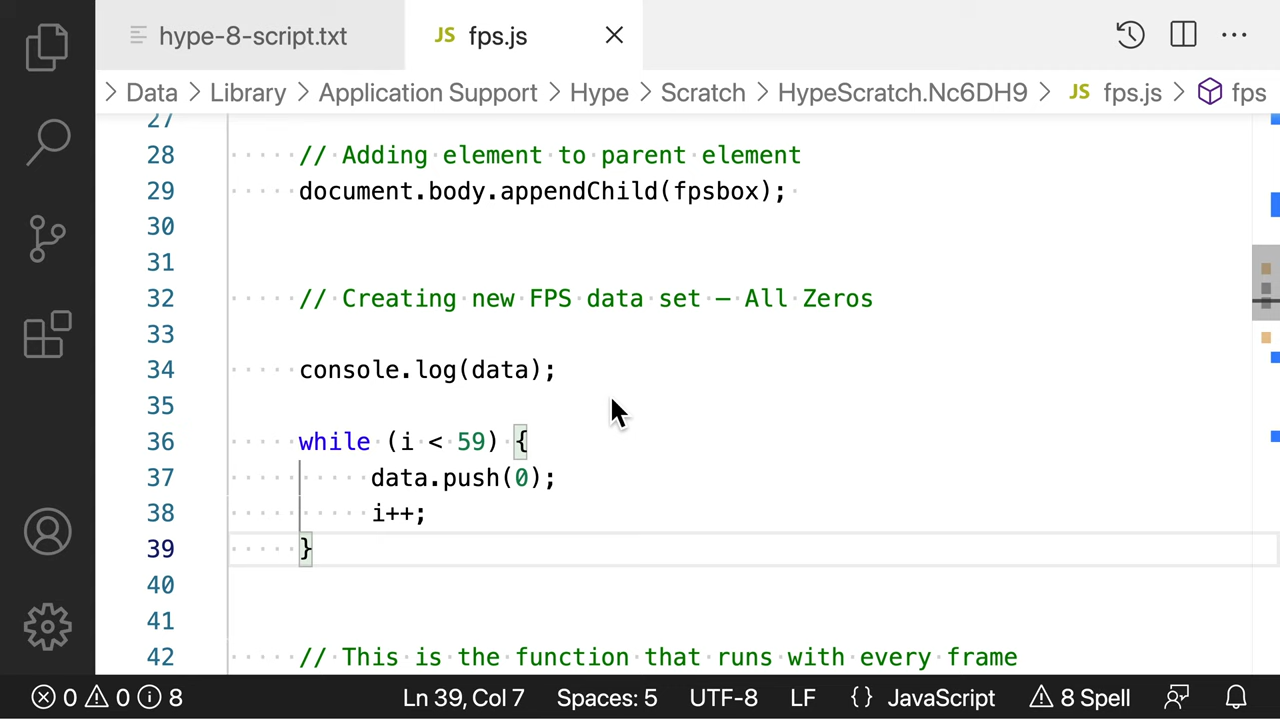 hype-8-script.txt JS fps.js
Data Library Application Support Hype Scratch HypeScratch.Nc6DH9 JS fps.js fps
27
28 // Adding element to parent element
29 document.body.appendChild(fpsbox);
30
31
32 // Creating new FPS data set – All Zeros
33
34 console.log(data);
35
36 while (i < 59) {
37 data.push(0);
38 i++;
39 }
40
41
42 // This is the function that runs with every frame
0 0 8 Ln 39, Col 7 Spaces: 5 UTF-8 LF {} JavaScript 8 Spell